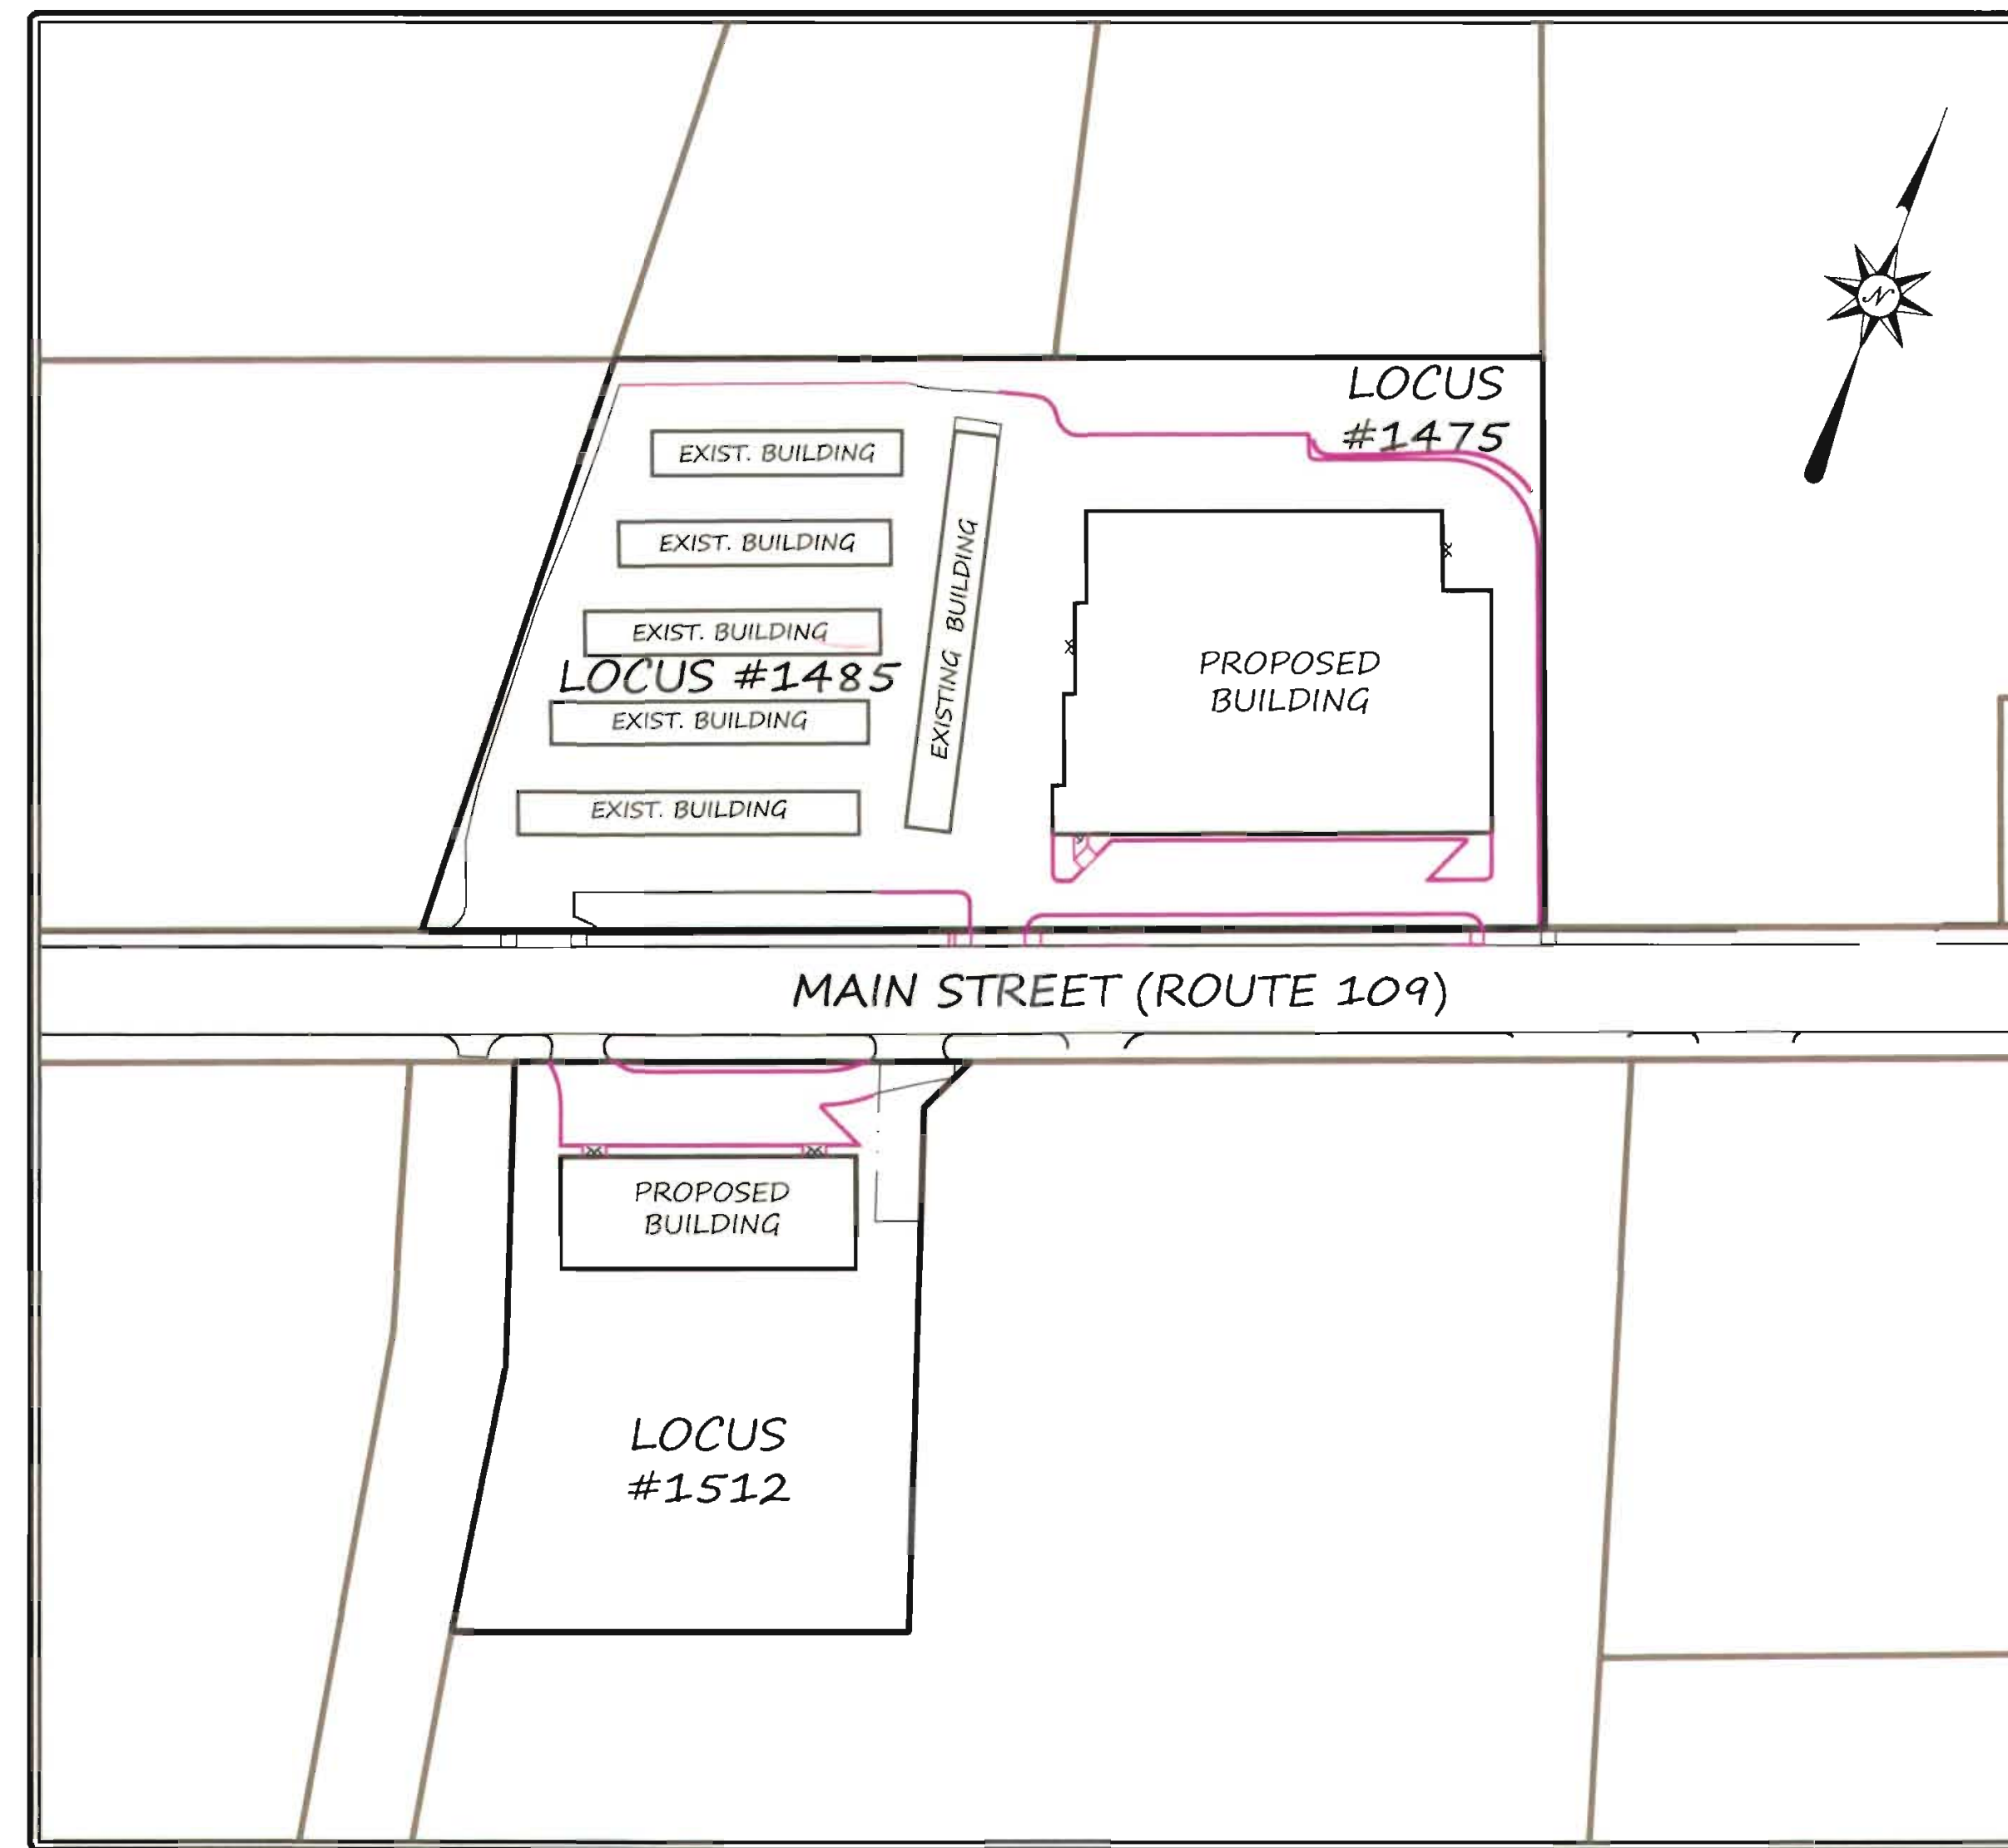 LOCUS
#1475
EXIST. BUILDING
EXIST. BUILDING
EXIST. BUILDING
LOCUS #1485
EXIST. BUILDING
EXIST. BUILDING
EXISTING BUILDING
PROPOSED
BUILDING
N
MAIN STREET (ROUTE 109)
PROPOSED
BUILDING
LOCUS
#1512